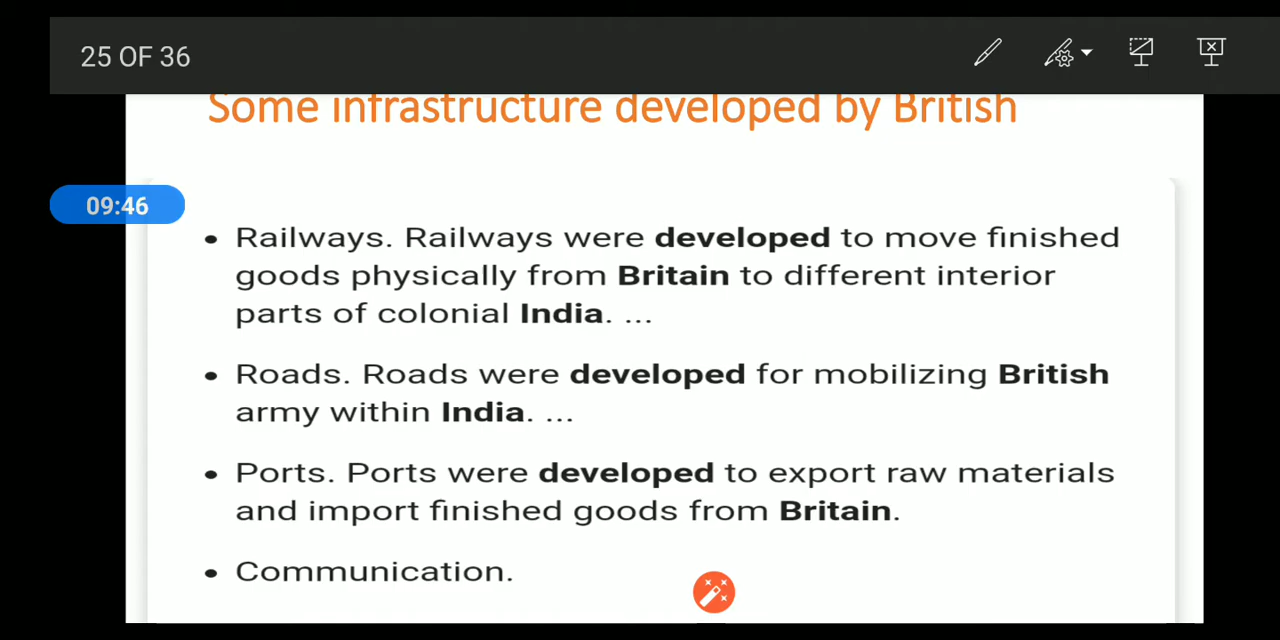 25 OF 36
Some infrastructure developed by British
09:46
• Railways. Railways were developed to move finished
goods physically from Britain to different interior
parts of colonial India. ...
• Roads. Roads were developed for mobilizing British
army within India. ...
• Ports. Ports were developed to export raw materials
and import finished goods from Britain.
• Communication.